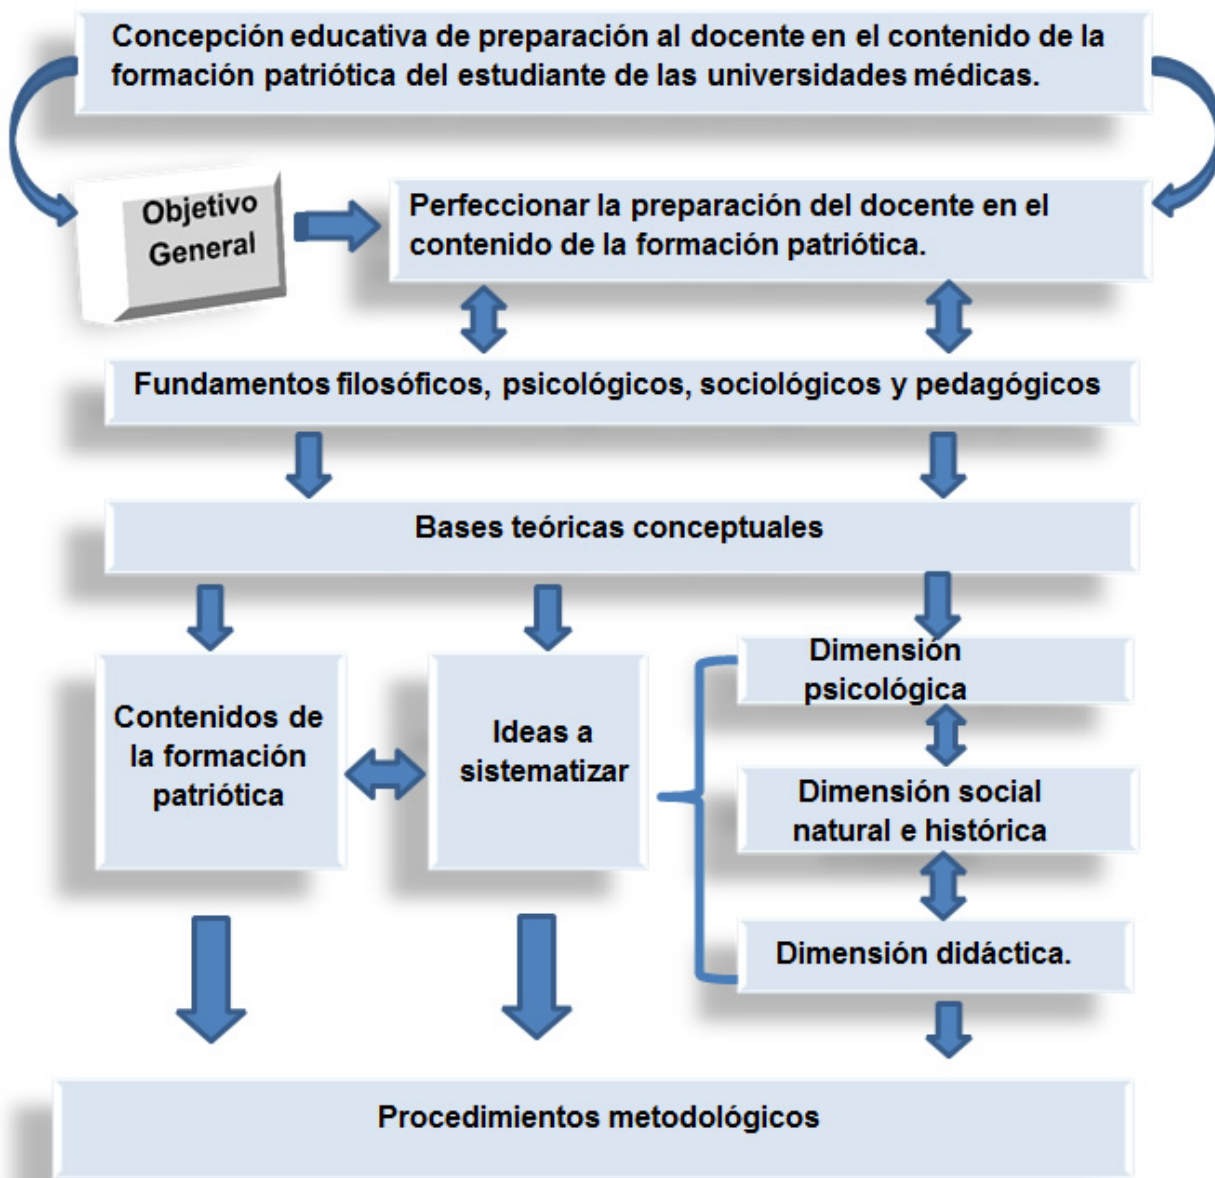 Concepción educativa de preparación al docente en el contenido de la
formación patriótica del estudiante de las universidades médicas.
Objetivo
General
Perfeccionar la preparación del docente en el
contenido de la formación patriótica.
Fundamentos filosóficos, psicológicos, sociológicos y pedagógicos
Bases teóricas conceptuales
Contenidos de
la formación
patriótica
Ideas a
sistematizar
Dimensión
psicológica
Dimensión social
natural e histórica
Dimensión didáctica.
Procedimientos metodológicos